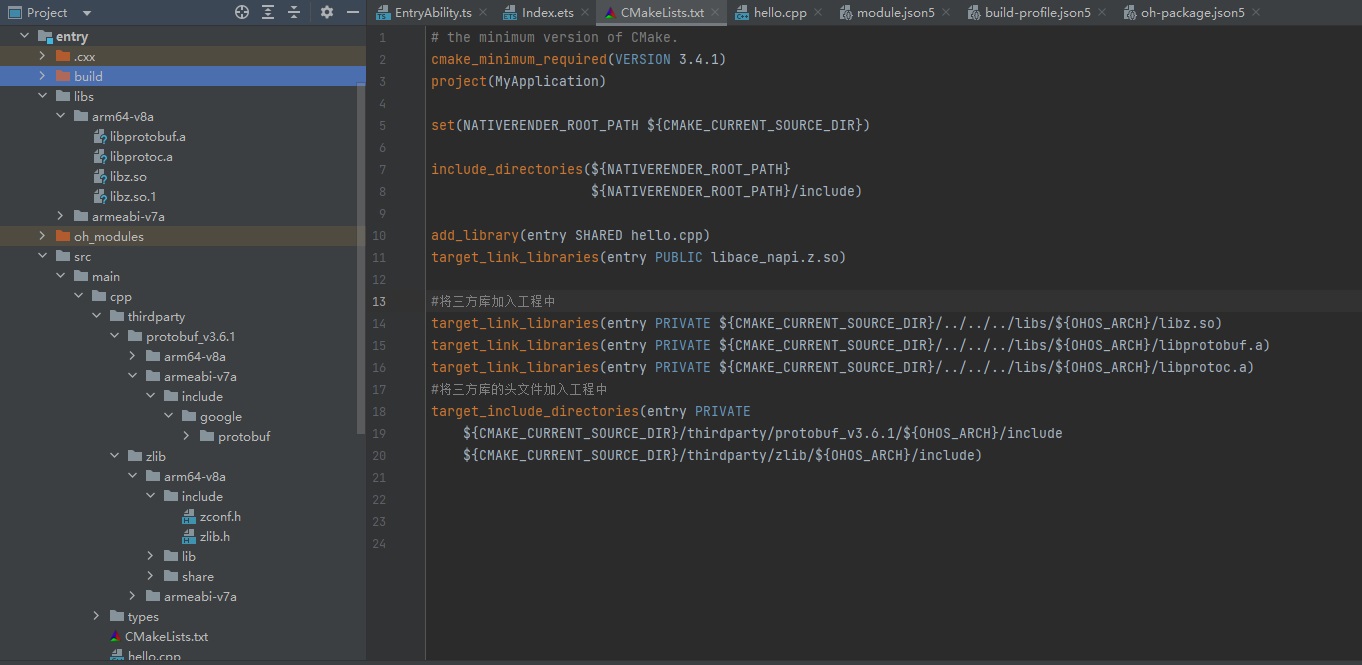 Project
EntryAbility.ts
Index.ets
CMakeLists.txt
hello.cpp
module.json5
build-profile.json5
oh-package.json5
entry
.cxx
build
libs
arm64-v8a
libprotobuf.a
libprotoc.a
libz.so
libz.so.1
armeabi-v7a
oh_modules
src
main
cpp
thirdparty
protobuf_v3.6.1
arm64-v8a
armeabi-v7a
include
google
protobuf
zlib
arm64-v8a
include
zconf.h
zlib.h
lib
share
armeabi-v7a
types
CMakeLists.txt
hello.cpp
1 # the minimum version of CMake.
2 cmake_minimum_required(VERSION 3.4.1)
3 project(MyApplication)
4
5 set(NATIVERENDER_ROOT_PATH ${CMAKE_CURRENT_SOURCE_DIR})
6
7 include_directories(${NATIVERENDER_ROOT_PATH}
8 ${NATIVERENDER_ROOT_PATH}/include)
9
10 add_library(entry SHARED hello.cpp)
11 target_link_libraries(entry PUBLIC libace_napi.z.so)
12
13 #将三方库加入工程中
14 target_link_libraries(entry PRIVATE ${CMAKE_CURRENT_SOURCE_DIR}/../../../libs/${OHOS_ARCH}/libz.so)
15 target_link_libraries(entry PRIVATE ${CMAKE_CURRENT_SOURCE_DIR}/../../../libs/${OHOS_ARCH}/libprotobuf.a)
16 target_link_libraries(entry PRIVATE ${CMAKE_CURRENT_SOURCE_DIR}/../../../libs/${OHOS_ARCH}/libprotoc.a)
17 #将三方库的头文件加入工程中
18 target_include_directories(entry PRIVATE
19 ${CMAKE_CURRENT_SOURCE_DIR}/thirdparty/protobuf_v3.6.1/${OHOS_ARCH}/include
20 ${CMAKE_CURRENT_SOURCE_DIR}/thirdparty/zlib/${OHOS_ARCH}/include)
21
22
23
24